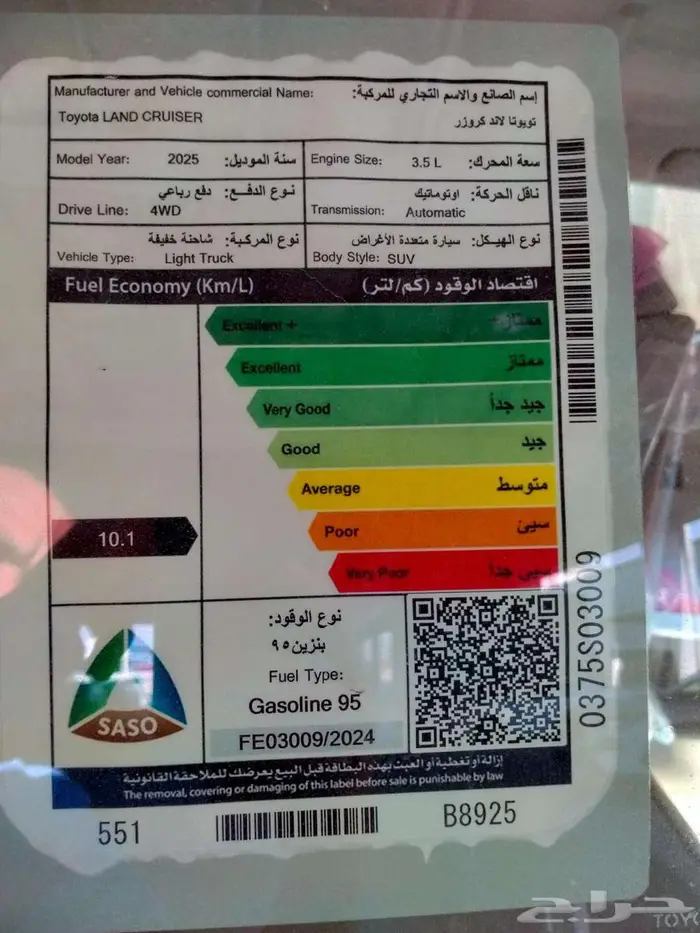 Manufacturer and Vehicle commercial Name: إسم الصانع والاسم التجاري للمركبة:
Toyota LAND CRUISER تويوتا لاند كروزر
Model Year: 2025 سنة الموديل:
Engine Size: 3.5 L سعة المحرك:
نوع الدفع: دفع رباعي
Drive Line: 4WD
ناقل الحركة: اوتوماتيك
Transmission: Automatic
نوع المركبة: شاحنة خفيفة
Vehicle Type: Light Truck
نوع الهيكل: سيارة متعددة الأغراض
Body Style: SUV
Fuel Economy (Km/L) اقتصاد الوقود (كم/لتر)
Excellent + ممتاز+
Excellent ممتاز
Very Good جيد جداً
Good جيد
Average متوسط
Poor سيئ
Very Poor سيئ جداً
10.1
SASO
نوع الوقود:
بنزين ٩٥
Fuel Type:
Gasoline 95
FE03009/2024
إزالة أو تغطية أو العبث بهذه البطاقة قبل البيع يعرضك للملاحقة القانونية
The removal, covering or damaging of this label before sale is punishable by law
551
B8925
0375S03009
حراج
TOYO